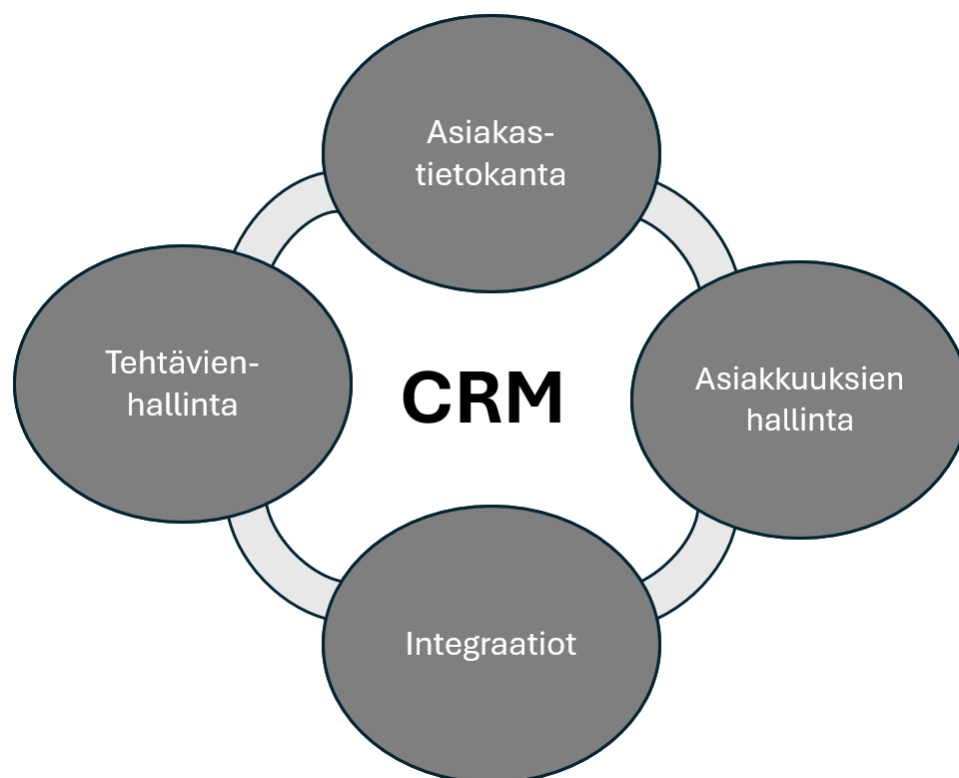 Asiakas-
tietokanta
Tehtävien-
hallinta
CRM
Asiakkuuksien
hallinta
Integraatiot